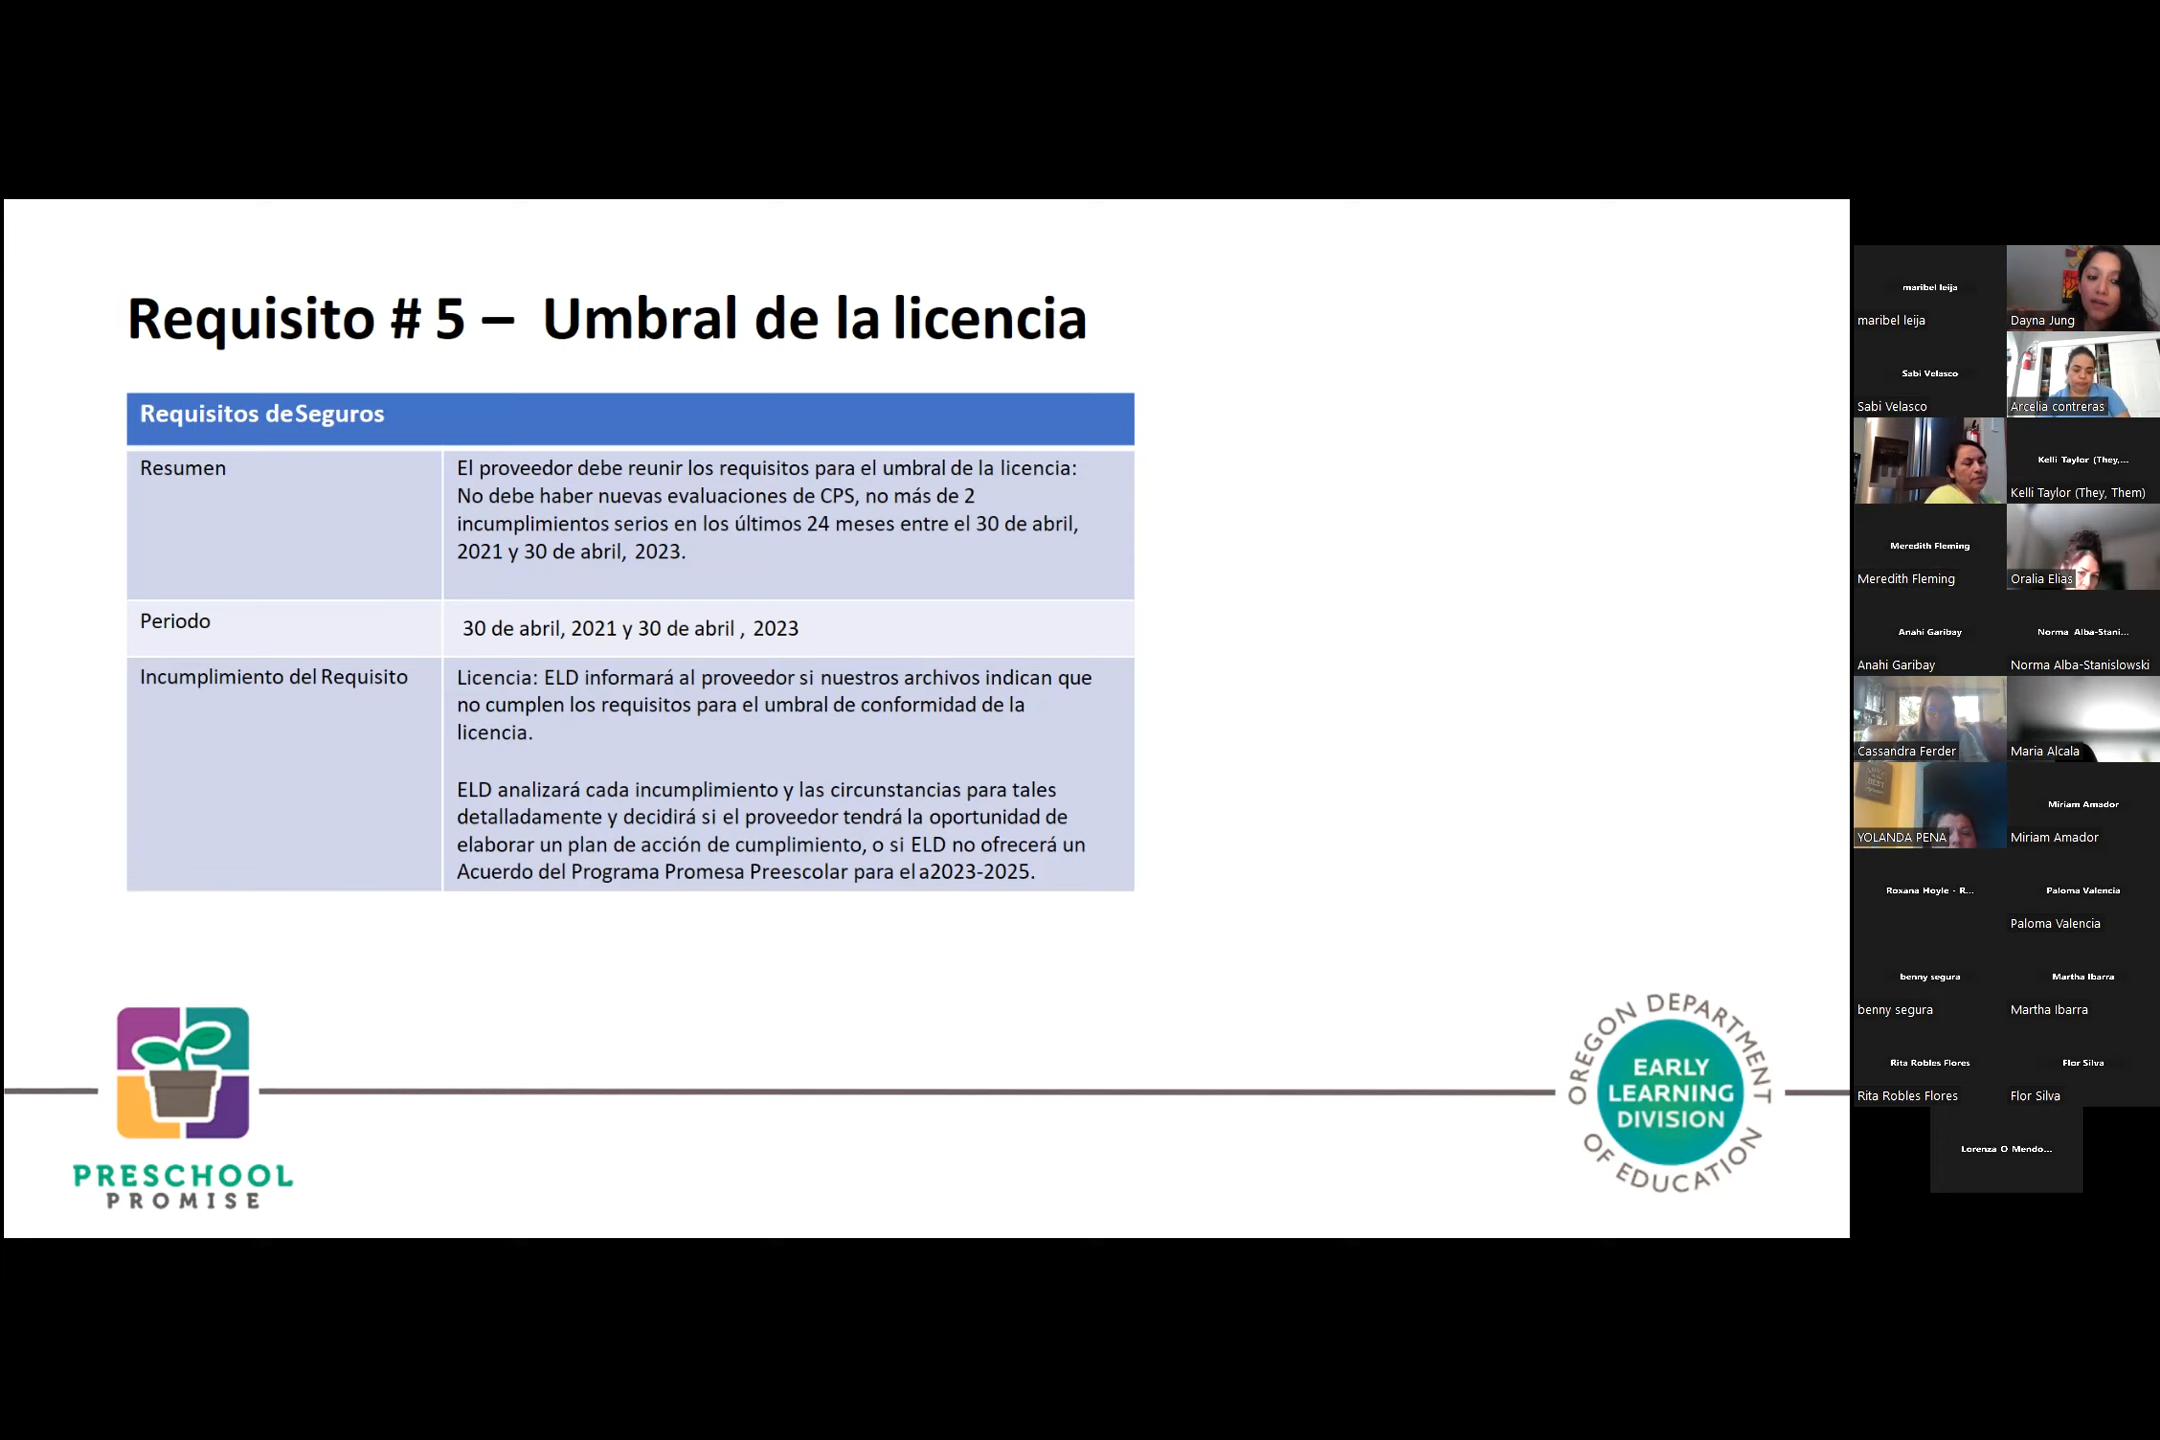 Requisito # 5 – Umbral de la licencia
Requisitos de Seguros
Resumen
El proveedor debe reunir los requisitos para el umbral de la licencia:
No debe haber nuevas evaluaciones de CPS, no más de 2
incumplimientos serios en los últimos 24 meses entre el 30 de abril,
2021 y 30 de abril, 2023.
Periodo
30 de abril, 2021 y 30 de abril , 2023
Incumplimiento del Requisito
Licencia: ELD informará al proveedor si nuestros archivos indican que
no cumplen los requisitos para el umbral de conformidad de la
licencia.
ELD analizará cada incumplimiento y las circunstancias para tales
detalladamente y decidirá si el proveedor tendrá la oportunidad de
elaborar un plan de acción de cumplimiento, o si ELD no ofrecerá un
Acuerdo del Programa Promesa Preescolar para el a2023-2025.
PRESCHOOL
PROMISE
OREGON DEPARTMENT
OF EDUCATION
EARLY
LEARNING
DIVISION
maribel leija
maribel leija
Dayna Jung
Sabi Velasco
Sabi Velasco
Arcelia contreras
Kelli Taylor (They,...
Kelli Taylor (They, Them)
Meredith Fleming
Meredith Fleming
Oralia Elias
Anahi Garibay
Anahi Garibay
Norma Alba-Stani...
Norma Alba-Stanislowski
Cassandra Ferder
Maria Alcala
YOLANDA PENA
Miriam Amador
Miriam Amador
Roxana Hoyle - R...
Paloma Valencia
Paloma Valencia
benny segura
benny segura
Martha Ibarra
Martha Ibarra
Rita Robles Flores
Rita Robles Flores
Flor Silva
Flor Silva
Lorenza O Mendo...